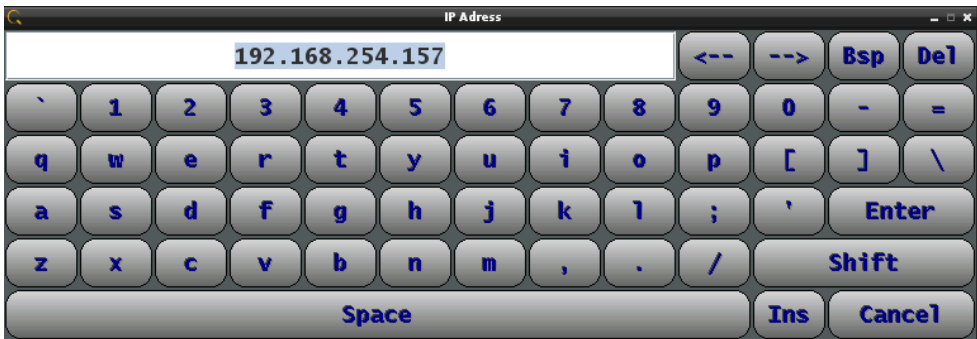 IP Adress
192.168.254.157 <-- --> Bsp Del
` 1 2 3 4 5 6 7 8 9 0 - =
q w e r t y u i o p [ ] \
a s d f g h j k l ; ' Enter
z x c v b n m , . / Shift
Space Ins Cancel